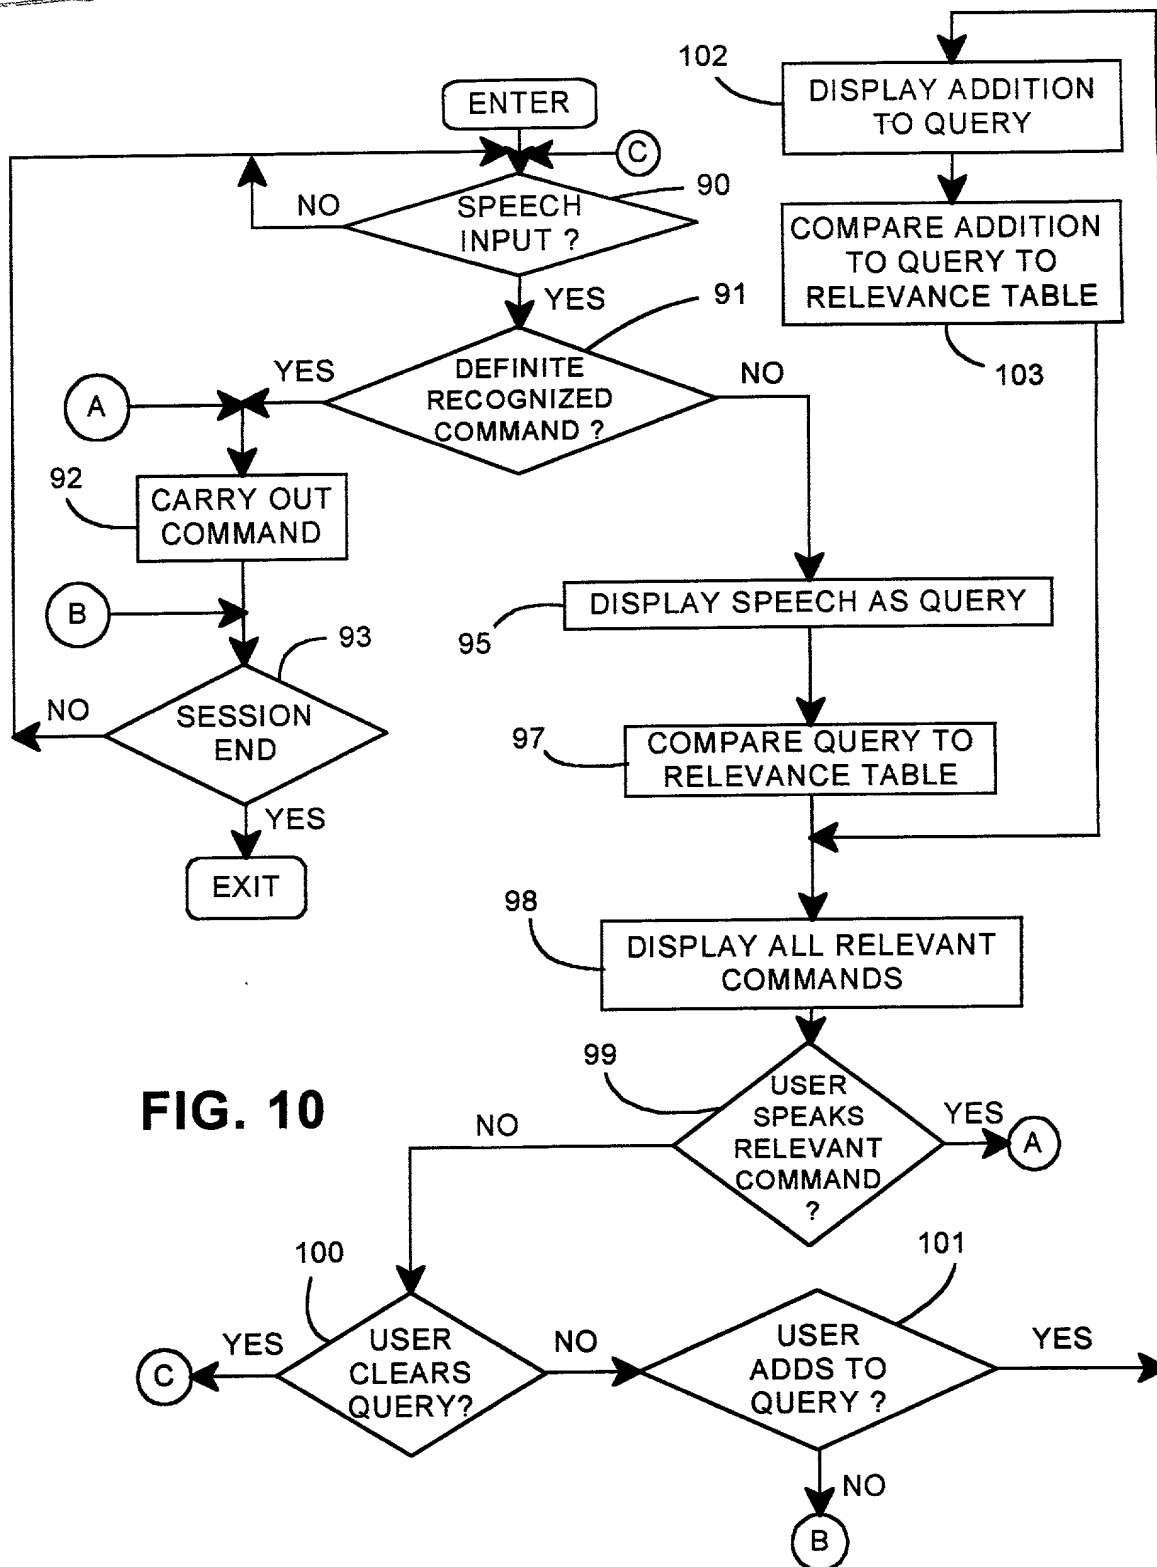 ENTER
C
90
NO
SPEECH
INPUT ?
YES
91
DEFINITE
RECOGNIZED
COMMAND ?
YES
NO
A
92
CARRY OUT
COMMAND
B
93
SESSION
END
NO
YES
EXIT
102
DISPLAY ADDITION
TO QUERY
COMPARE ADDITION
TO QUERY TO
RELEVANCE TABLE
103
DISPLAY SPEECH AS QUERY
95
97
COMPARE QUERY TO
RELEVANCE TABLE
98
DISPLAY ALL RELEVANT
COMMANDS
99
USER
SPEAKS
RELEVANT
COMMAND
?
YES
A
NO
FIG. 10
100
USER
CLEARS
QUERY?
YES
C
NO
101
USER
ADDS TO
QUERY ?
YES
NO
B